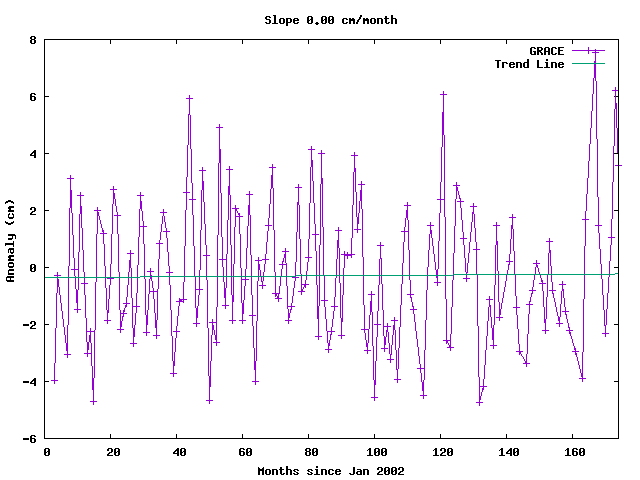 Slope 0.00 cm/month
GRACE
Trend Line
8
6
4
2
0
-2
-4
-6
Anomaly (cm)
0 20 40 60 80 100 120 140 160
Months since Jan 2002